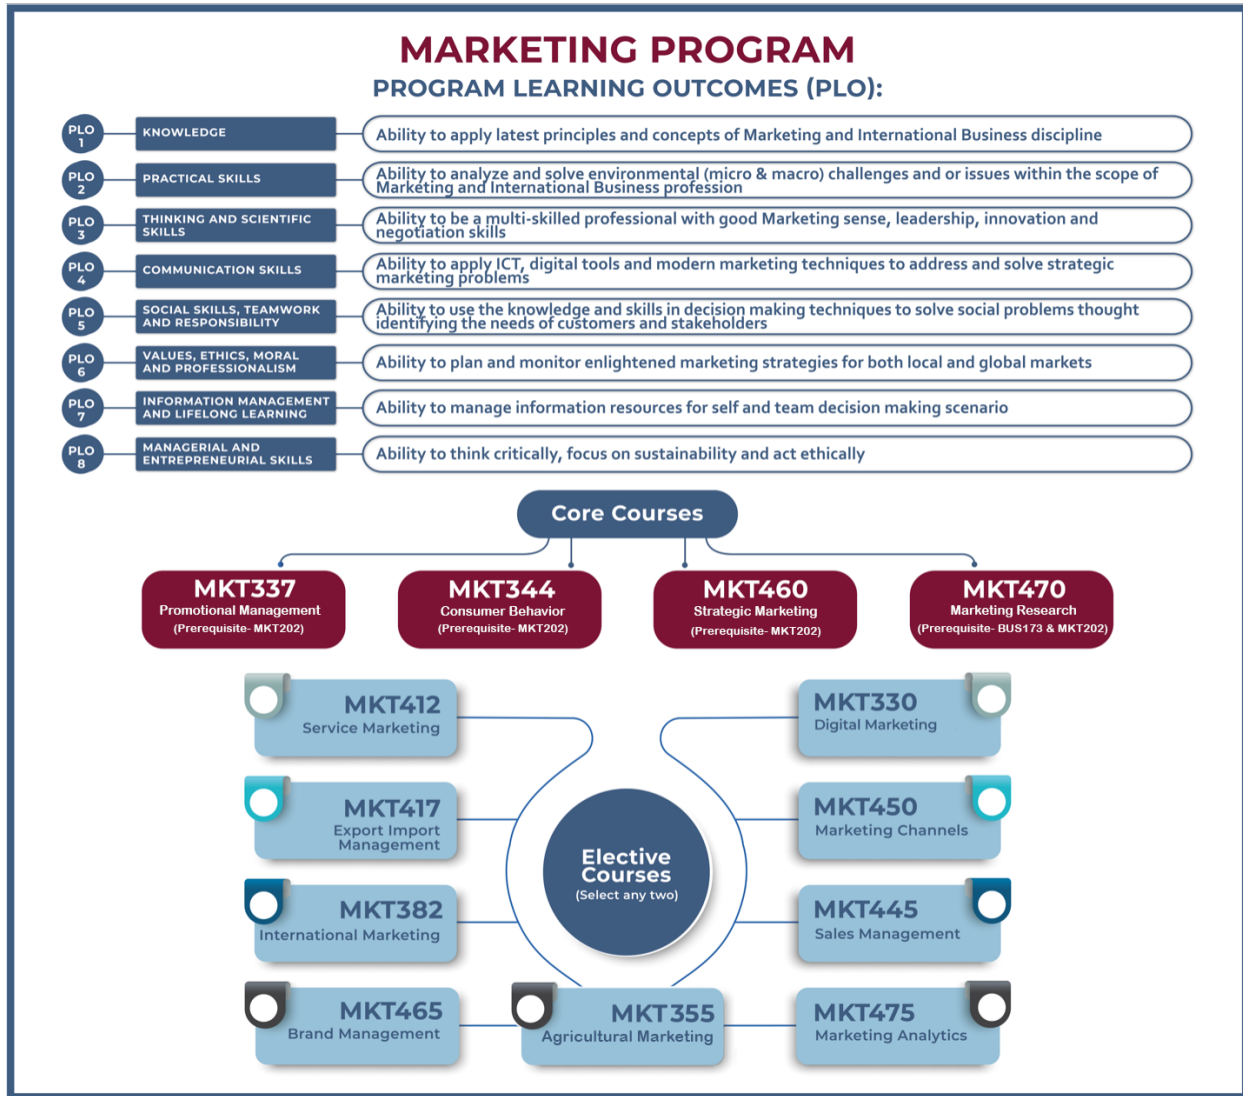 MARKETING PROGRAM
PROGRAM LEARNING OUTCOMES (PLO):
PLO
1
KNOWLEDGE
Ability to apply latest principles and concepts of Marketing and International Business discipline
PLO
2
PRACTICAL SKILLS
Ability to analyze and solve environmental (micro & macro) challenges and or issues within the scope of
Marketing and International Business profession
PLO
3
THINKING AND SCIENTIFIC
SKILLS
Ability to be a multi-skilled professional with good Marketing sense, leadership, innovation and
negotiation skills
PLO
4
COMMUNICATION SKILLS
Ability to apply ICT, digital tools and modern marketing techniques to address and solve strategic
marketing problems
PLO
5
SOCIAL SKILLS, TEAMWORK
AND RESPONSIBILITY
Ability to use the knowledge and skills in decision making techniques to solve social problems thought
identifying the needs of customers and stakeholders
PLO
6
VALUES, ETHICS, MORAL
AND PROFESSIONALISM
Ability to plan and monitor enlightened marketing strategies for both local and global markets
PLO
7
INFORMATION MANAGEMENT
AND LIFELONG LEARNING
Ability to manage information resources for self and team decision making scenario
PLO
8
MANAGERIAL AND
ENTREPRENEURIAL SKILLS
Ability to think critically, focus on sustainability and act ethically
Core Courses
MKT337
Promotional Management
(Prerequisite- MKT202)
MKT344
Consumer Behavior
(Prerequisite- MKT202)
MKT460
Strategic Marketing
(Prerequisite- MKT202)
MKT470
Marketing Research
(Prerequisite- BUS173 & MKT202)
MKT412
Service Marketing
MKT330
Digital Marketing
MKT417
Export Import
Management
MKT450
Marketing Channels
Elective
Courses
(Select any two)
MKT382
International Marketing
MKT445
Sales Management
MKT465
Brand Management
MKT355
Agricultural Marketing
MKT475
Marketing Analytics